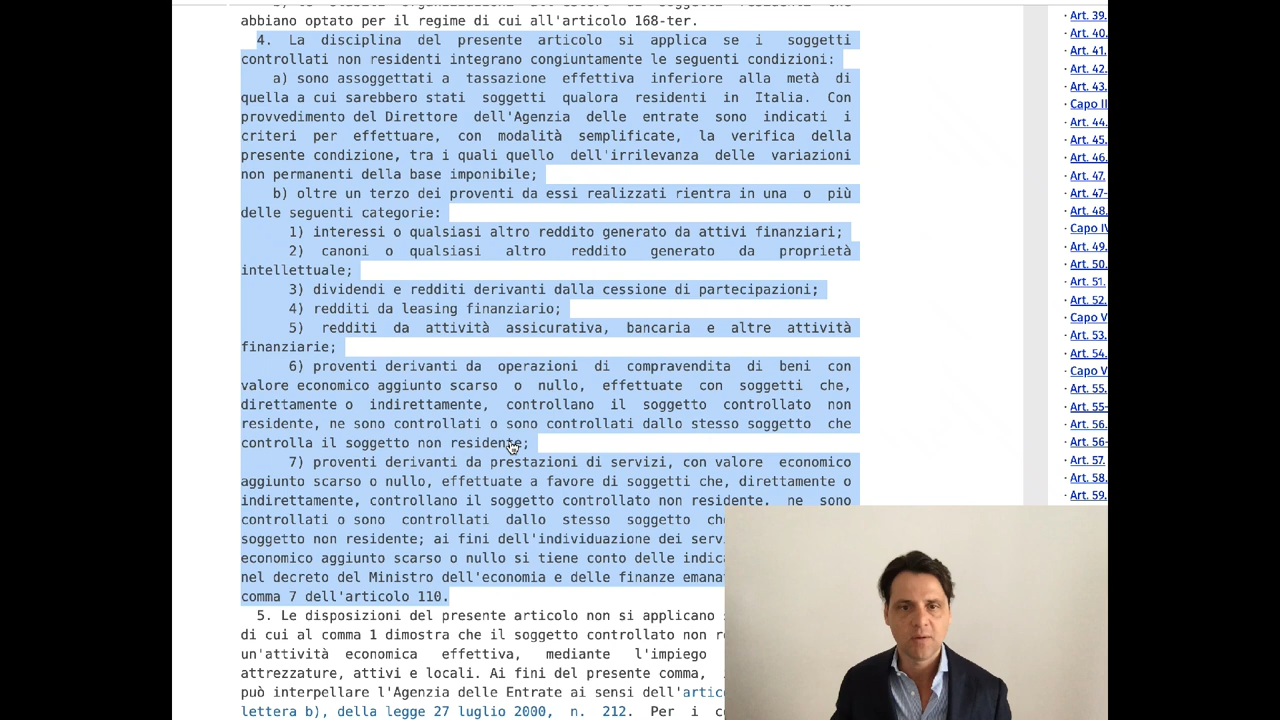 abbiano optato per il regime di cui all'articolo 168-ter.
4. La disciplina del presente articolo si applica se i soggetti
controllati non residenti integrano congiuntamente le seguenti condizioni:
a) sono assoggettati a tassazione effettiva inferiore alla metà di
quella a cui sarebbero stati soggetti qualora residenti in Italia. Con
provvedimento del Direttore dell'Agenzia delle entrate sono indicati i
criteri per effettuare, con modalità semplificate, la verifica della
presente condizione, tra i quali quello dell'irrilevanza delle variazioni
non permanenti della base imponibile;
b) oltre un terzo dei proventi da essi realizzati rientra in una o più
delle seguenti categorie:
1) interessi o qualsiasi altro reddito generato da attivi finanziari;
2) canoni o qualsiasi altro reddito generato da proprietà
intellettuale;
3) dividendi e redditi derivanti dalla cessione di partecipazioni;
4) redditi da leasing finanziario;
5) redditi da attività assicurativa, bancaria e altre attività
finanziarie;
6) proventi derivanti da operazioni di compravendita di beni con
valore economico aggiunto scarso o nullo, effettuate con soggetti che,
direttamente o indirettamente, controllano il soggetto controllato non
residente, ne sono controllati o sono controllati dallo stesso soggetto che
controlla il soggetto non residente;
7) proventi derivanti da prestazioni di servizi, con valore economico
aggiunto scarso o nullo, effettuate a favore di soggetti che, direttamente o
indirettamente, controllano il soggetto controllato non residente, ne sono
controllati o sono controllati dallo stesso soggetto
soggetto non residente; ai fini dell'individuazione dei
economico aggiunto scarso o nullo si tiene conto delle
nel decreto del Ministro dell'economia e delle finanze
comma 7 dell'articolo 110.
5. Le disposizioni del presente articolo non si applicano
di cui al comma 1 dimostra che il soggetto controllato non
un'attività economica effettiva, mediante l'impiego
attrezzature, attivi e locali. Ai fini del presente comma,
può interpellare l'Agenzia delle Entrate ai sensi
lettera b), della legge 27 luglio 2000, n. 212. Per i
· Art. 39.
· Art. 40.
· Art. 41.
· Art. 42.
· Art. 43.
· Capo
· Art. 44.
· Art. 45.
· Art. 46.
· Art. 47.
· Art. 47-
· Art. 48.
· Capo
· Art. 49.
· Art. 50.
· Art. 51.
· Art. 52.
· Capo V
· Art. 53.
· Art. 54.
· Capo V
· Art. 55.
· Art. 55-
· Art. 56.
· Art. 56-
· Art. 57.
· Art. 58.
· Art. 59.